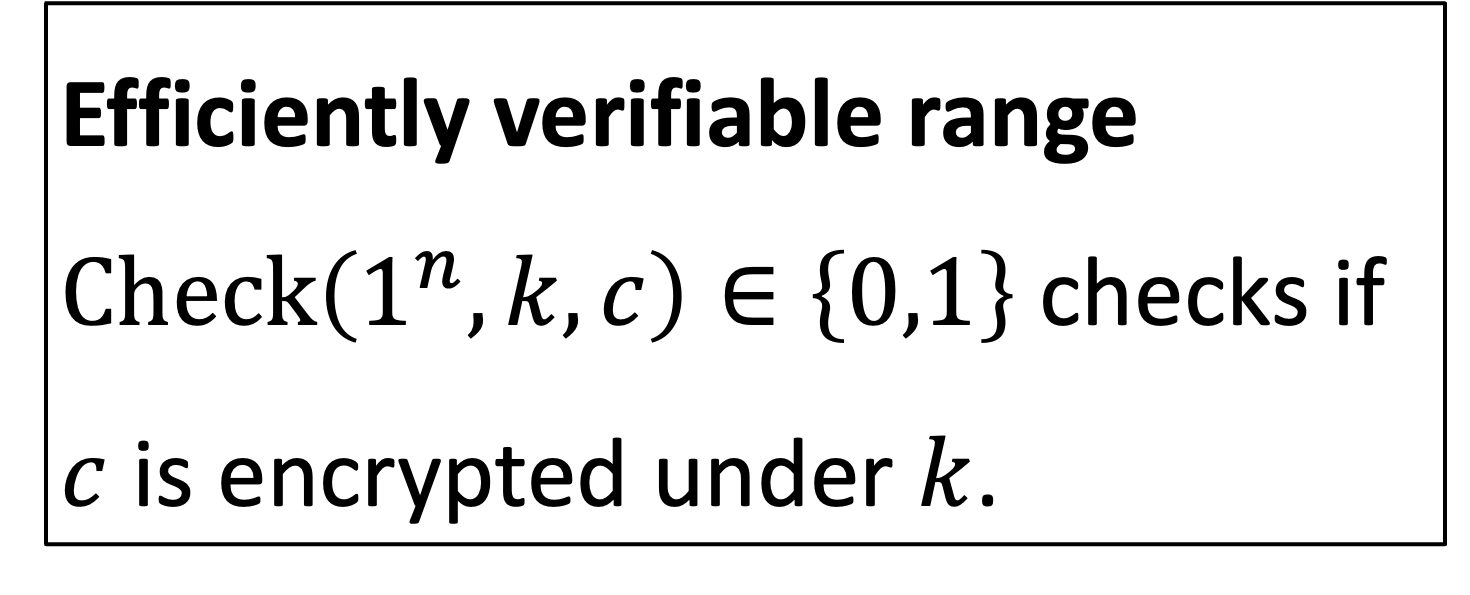 Efficiently verifiable range
Check(1ⁿ, k, c) ∈ {0,1} checks if
c is encrypted under k.